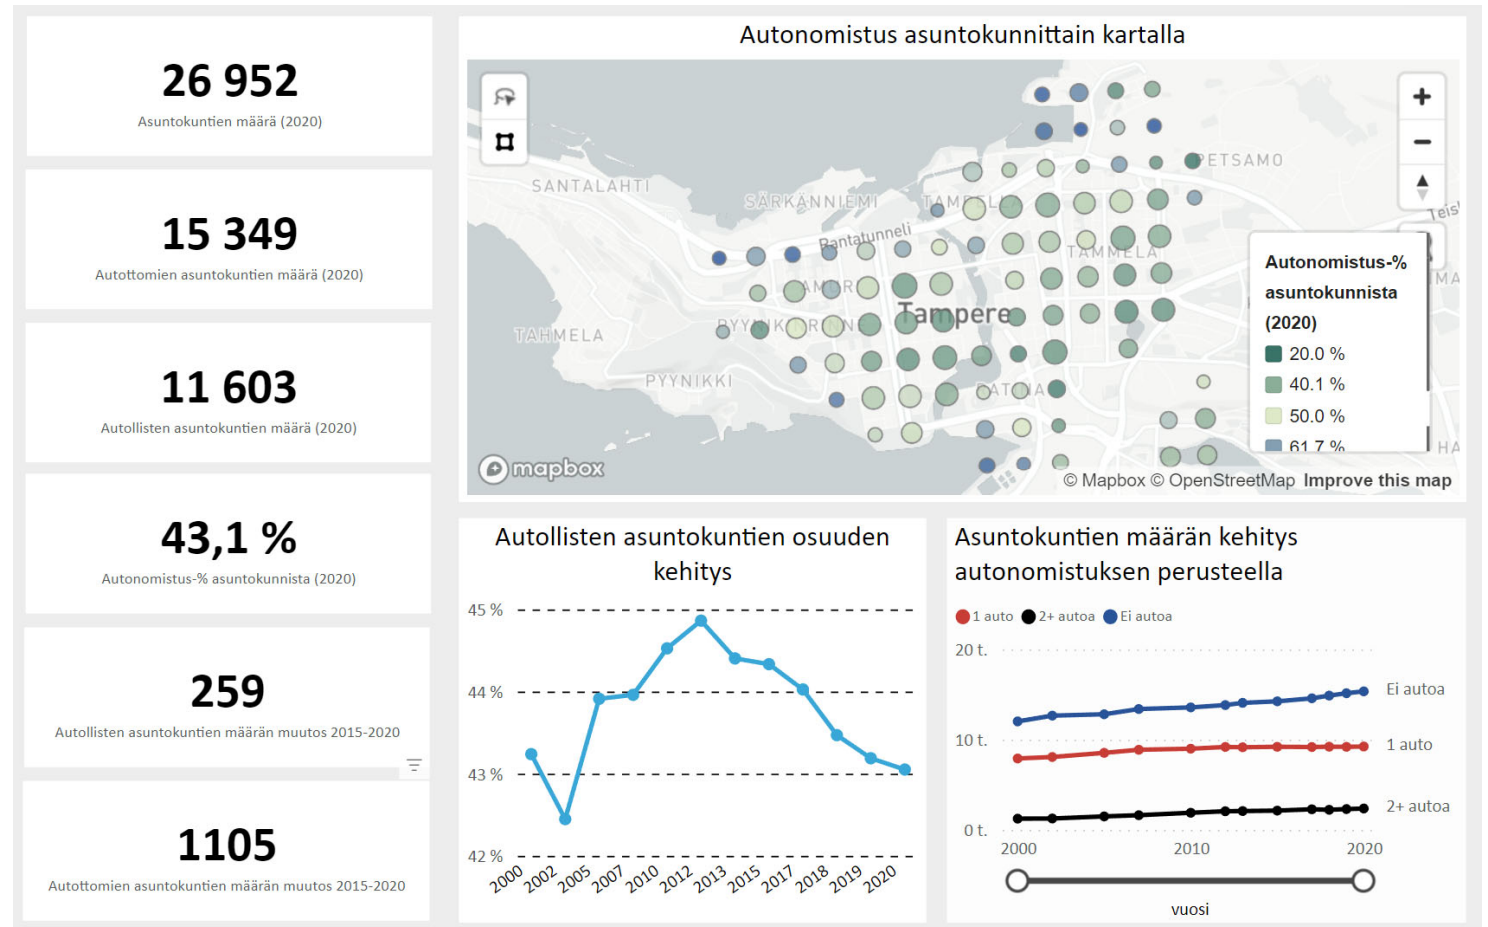 26 952
Asuntokuntien määrä (2020)
15 349
Autottomien asuntokuntien määrä (2020)
11 603
Autollisten asuntokuntien määrä (2020)
43,1 %
Autonomistus-% asuntokunnista (2020)
259
Autollisten asuntokuntien määrän muutos 2015-2020
1105
Autottomien asuntokuntien määrän muutos 2015-2020
Autonomistus asuntokunnittain kartalla
PETSAMO
SANTALAHTI
SÄRKÄNNIEMI
Rantatunneli
TAMMELA
TAHMELA
Tampere
PYYNIKKI
Autonomistus-%
asuntokunnista
(2020)
20.0 %
40.1 %
50.0 %
61.7 %
mapbox
© Mapbox © OpenStreetMap Improve this map
Autollisten asuntokuntien osuuden
kehitys
45 %
44 %
43 %
42 %
2000 2002 2005 2007 2010 2012 2013 2015 2017 2018 2019 2020
Asuntokuntien määrän kehitys
autonomistuksen perusteella
1 auto 2+ autoa Ei autoa
20 t.
Ei autoa
10 t.
1 auto
2+ autoa
0 t.
2000 2010 2020
vuosi